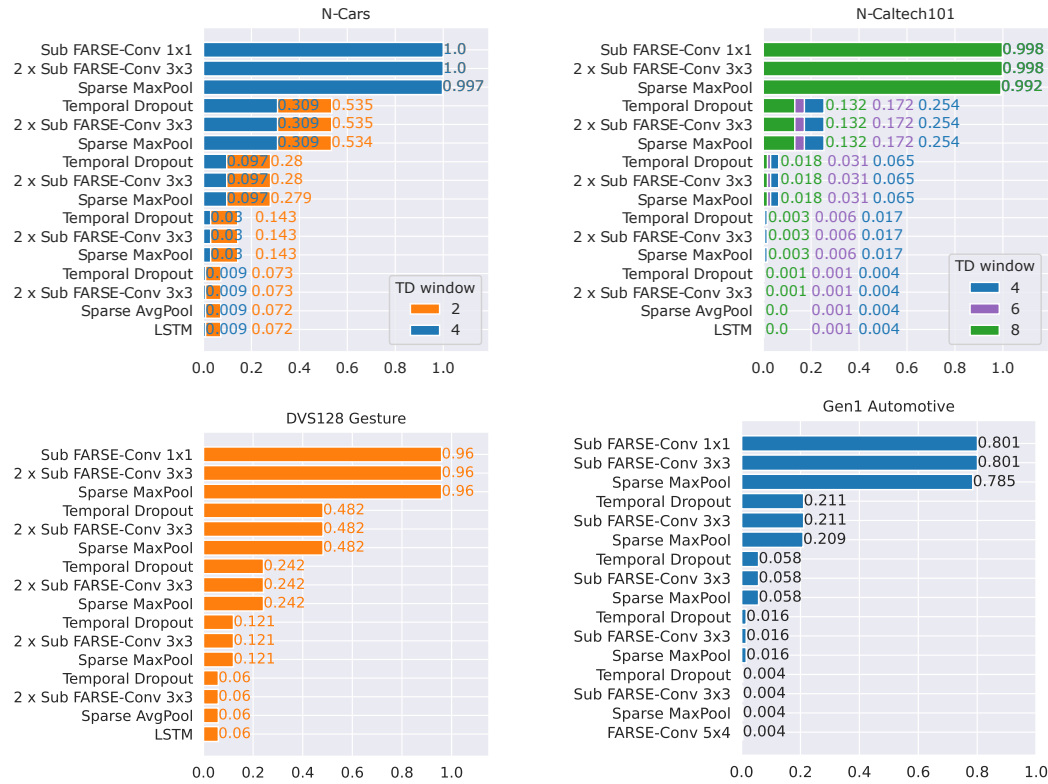 N-Cars
Sub FARSE-Conv 1x1 1.0
2 x Sub FARSE-Conv 3x3 1.0
Sparse MaxPool 0.997
Temporal Dropout 0.309 0.535
2 x Sub FARSE-Conv 3x3 0.309 0.535
Sparse MaxPool 0.309 0.534
Temporal Dropout 0.097 0.28
2 x Sub FARSE-Conv 3x3 0.097 0.28
Sparse MaxPool 0.097 0.279
Temporal Dropout 0.03 0.143
2 x Sub FARSE-Conv 3x3 0.03 0.143
Sparse MaxPool 0.03 0.143
Temporal Dropout 0.009 0.073
2 x Sub FARSE-Conv 3x3 0.009 0.073
Sparse AvgPool 0.009 0.072
LSTM 0.009 0.072
TD window
2
4
0.0 0.2 0.4 0.6 0.8 1.0
N-Caltech101
Sub FARSE-Conv 1x1 0.998
2 x Sub FARSE-Conv 3x3 0.998
Sparse MaxPool 0.992
Temporal Dropout 0.132 0.172 0.254
2 x Sub FARSE-Conv 3x3 0.132 0.172 0.254
Sparse MaxPool 0.132 0.172 0.254
Temporal Dropout 0.018 0.031 0.065
2 x Sub FARSE-Conv 3x3 0.018 0.031 0.065
Sparse MaxPool 0.018 0.031 0.065
Temporal Dropout 0.003 0.006 0.017
2 x Sub FARSE-Conv 3x3 0.003 0.006 0.017
Sparse MaxPool 0.003 0.006 0.017
Temporal Dropout 0.001 0.001 0.004
2 x Sub FARSE-Conv 3x3 0.001 0.001 0.004
Sparse AvgPool 0.0 0.001 0.004
LSTM 0.0 0.001 0.004
TD window
4
6
8
0.0 0.2 0.4 0.6 0.8 1.0
DVS128 Gesture
Sub FARSE-Conv 1x1 0.96
2 x Sub FARSE-Conv 3x3 0.96
Sparse MaxPool 0.96
Temporal Dropout 0.482
2 x Sub FARSE-Conv 3x3 0.482
Sparse MaxPool 0.482
Temporal Dropout 0.242
2 x Sub FARSE-Conv 3x3 0.242
Sparse MaxPool 0.242
Temporal Dropout 0.121
2 x Sub FARSE-Conv 3x3 0.121
Sparse MaxPool 0.121
Temporal Dropout 0.06
2 x Sub FARSE-Conv 3x3 0.06
Sparse AvgPool 0.06
LSTM 0.06
0.0 0.2 0.4 0.6 0.8 1.0
Gen1 Automotive
Sub FARSE-Conv 1x1 0.801
Sub FARSE-Conv 3x3 0.801
Sparse MaxPool 0.785
Temporal Dropout 0.211
Sub FARSE-Conv 3x3 0.211
Sparse MaxPool 0.209
Temporal Dropout 0.058
Sub FARSE-Conv 3x3 0.058
Sparse MaxPool 0.058
Temporal Dropout 0.016
Sub FARSE-Conv 3x3 0.016
Sparse MaxPool 0.016
Temporal Dropout 0.004
Sub FARSE-Conv 3x3 0.004
Sparse MaxPool 0.004
FARSE-Conv 5x4 0.004
0.0 0.2 0.4 0.6 0.8 1.0